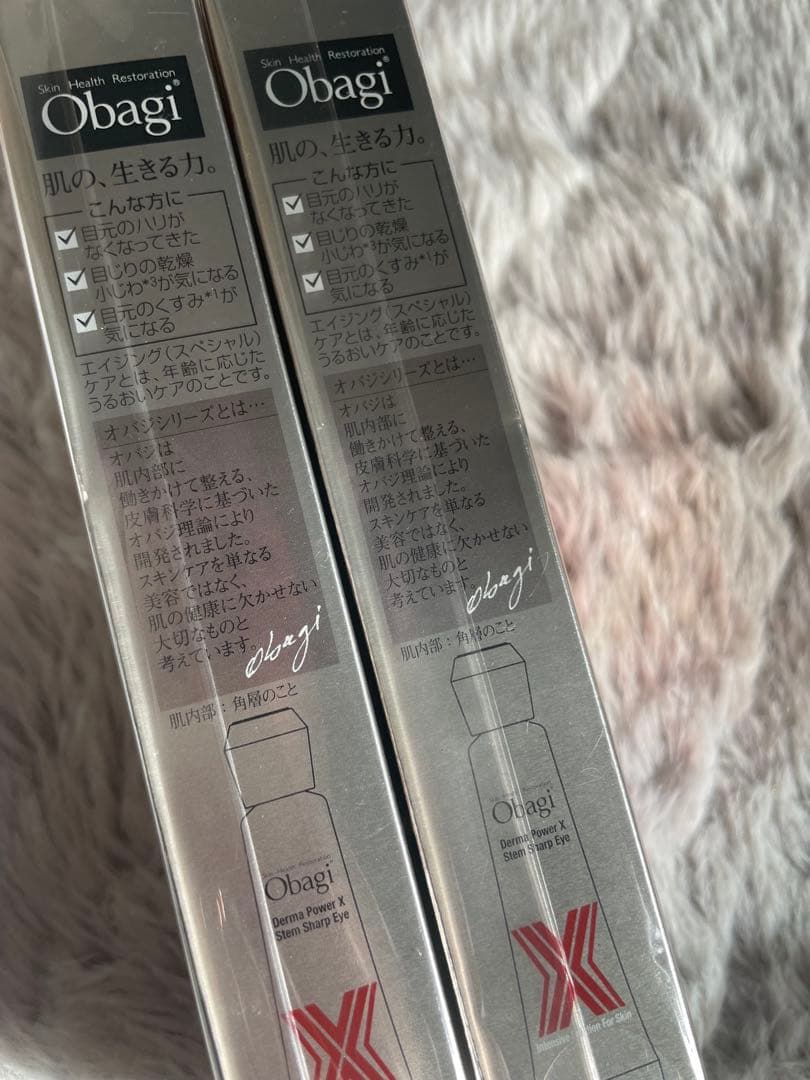 Skin Health Restoration
Obagi®
肌の、生きる力。
こんな方に
目元のハリが
なくなってきた
目じりの乾燥
小じわ*3が気になる
目元のくすみ*1が
気になる
エイジング(スペシャル)
ケアとは、年齢に応じた
うるおいケアのことです。
オバジシリーズとは…
オバジは
肌内部に
働きかけて整える、
皮膚科学に基づいた
オバジ理論により
開発されました。
スキンケアを単なる
美容ではなく、
肌の健康に欠かせない
大切なものと
考えています。
Obagi
肌内部:角層のこと
Skin Health Restoration
Obagi
Derma Power X
Stem Sharp Eye
X
Skin Health Restoration
Obagi®
肌の、生きる力。
こんな方に
目元のハリが
なくなってきた
目じりの乾燥
小じわ*3が気になる
目元のくすみ*1が
気になる
エイジング(スペシャル)
ケアとは、年齢に応じた
うるおいケアのことです。
オバジシリーズとは…
オバジは
肌内部に
働きかけて整える、
皮膚科学に基づいた
オバジ理論により
開発されました。
スキンケアを単なる
美容ではなく、
肌の健康に欠かせない
大切なものと
考えています。
Obagi
肌内部:角層のこと
Obagi
Derma Power X
Stem Sharp Eye
X
Intensive For Skin